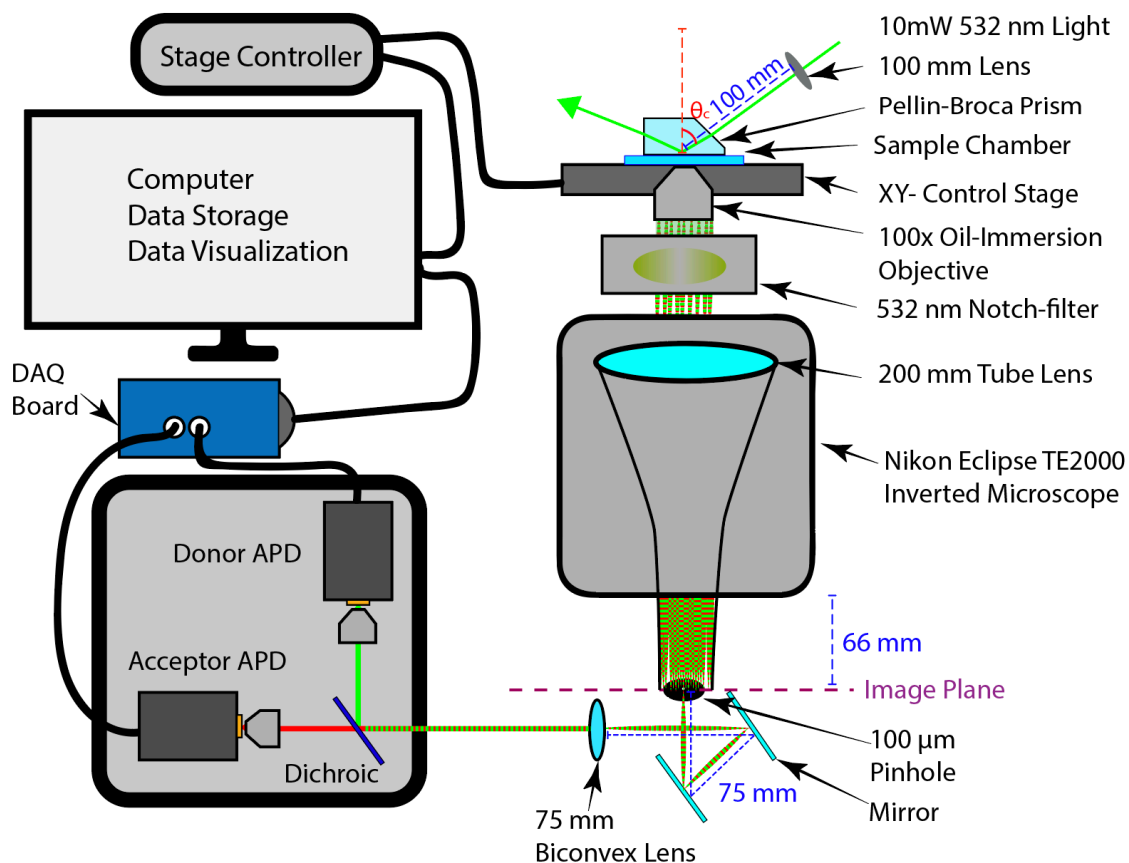 Stage Controller
Computer
Data Storage
Data Visualization
DAQ
Board
Donor APD
Acceptor APD
Dichroic
θc
100 mm
10mW 532 nm Light
100 mm Lens
Pellin-Broca Prism
Sample Chamber
XY- Control Stage
100x Oil-Immersion
Objective
532 nm Notch-filter
200 mm Tube Lens
Nikon Eclipse TE2000
Inverted Microscope
66 mm
Image Plane
100 μm
Pinhole
75 mm
Mirror
75 mm
Biconvex Lens